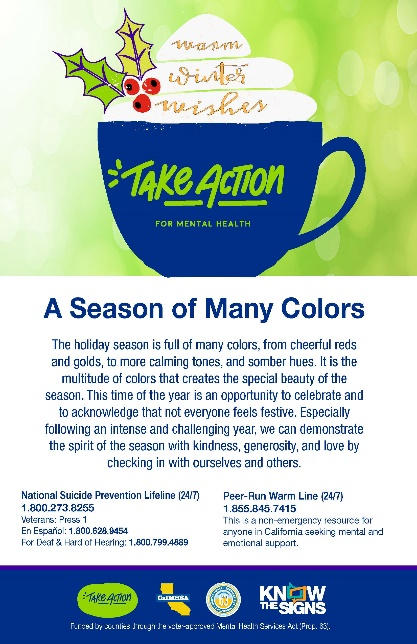 warm
winter
wishes
TAKE ACTION
FOR MENTAL HEALTH
A Season of Many Colors
The holiday season is full of many colors, from cheerful reds
and golds, to more calming tones, and somber hues. It is the
multitude of colors that creates the special beauty of the
season. This time of the year is an opportunity to celebrate and
to acknowledge that not everyone feels festive. Especially
following an intense and challenging year, we can demonstrate
the spirit of the season with kindness, generosity, and love by
checking in with ourselves and others.
National Suicide Prevention Lifeline (24/7)
1.800.273.8255
Veterans: Press 1
En Español: 1.888.628.9454
For Deaf & Hard of Hearing: 1.800.799.4889
Peer-Run Warm Line (24/7)
1.855.845.7415
This is a non-emergency resource for
anyone in California seeking mental and
emotional support.
TAKE ACTION
CalMHSA
KNOW
THE SIGNS
Funded by counties through the voter-approved Mental Health Services Act (Prop. 63).